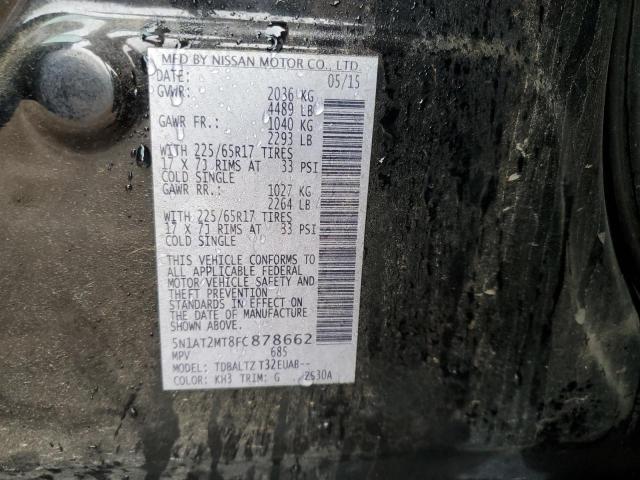 MFD BY NISSAN MOTOR CO., LTD.
DATE: 05/15
GVWR: 2036 KG
4489 LB
GAWR FR.: 1040 KG
2293 LB
WITH 225/65R17 TIRES
17 X 7J RIMS AT 33 PSI
COLD SINGLE
GAWR RR.: 1027 KG
2264 LB
WITH 225/65R17 TIRES
17 X 7J RIMS AT 33 PSI
COLD SINGLE
THIS VEHICLE CONFORMS TO
ALL APPLICABLE FEDERAL
MOTOR VEHICLE SAFETY AND
THEFT PREVENTION
STANDARDS IN EFFECT ON
THE DATE OF MANUFACTURE
SHOWN ABOVE.
5N1AT2MT8FC878662
MPV 685
MODEL: TDBALTZ T32EUAB--
COLOR: KH3 TRIM: G ZS30A